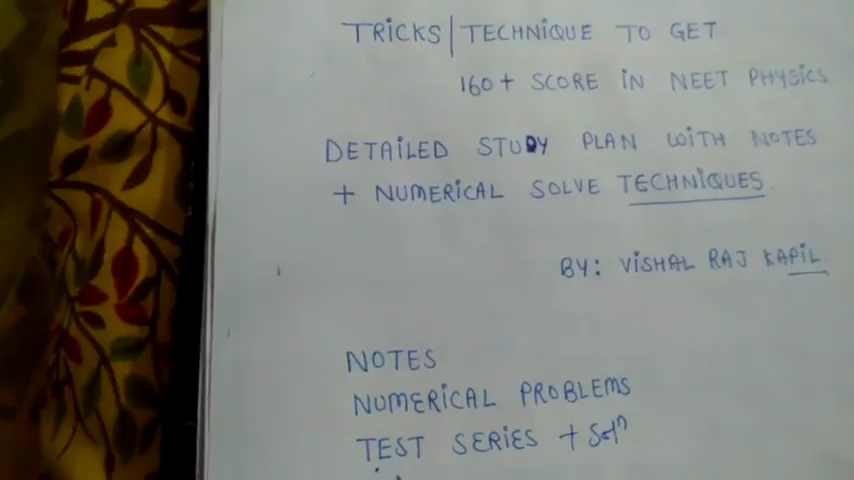 TRICKS | TECHNIQUE TO GET
160+ SCORE IN NEET PHYSICS
DETAILED STUDY PLAN WITH NOTES
+ NUMERICAL SOLVE TECHNIQUES.
BY: VISHAL RAJ KAPIL
NOTES
NUMERICAL PROBLEMS
TEST SERIES + Solⁿ